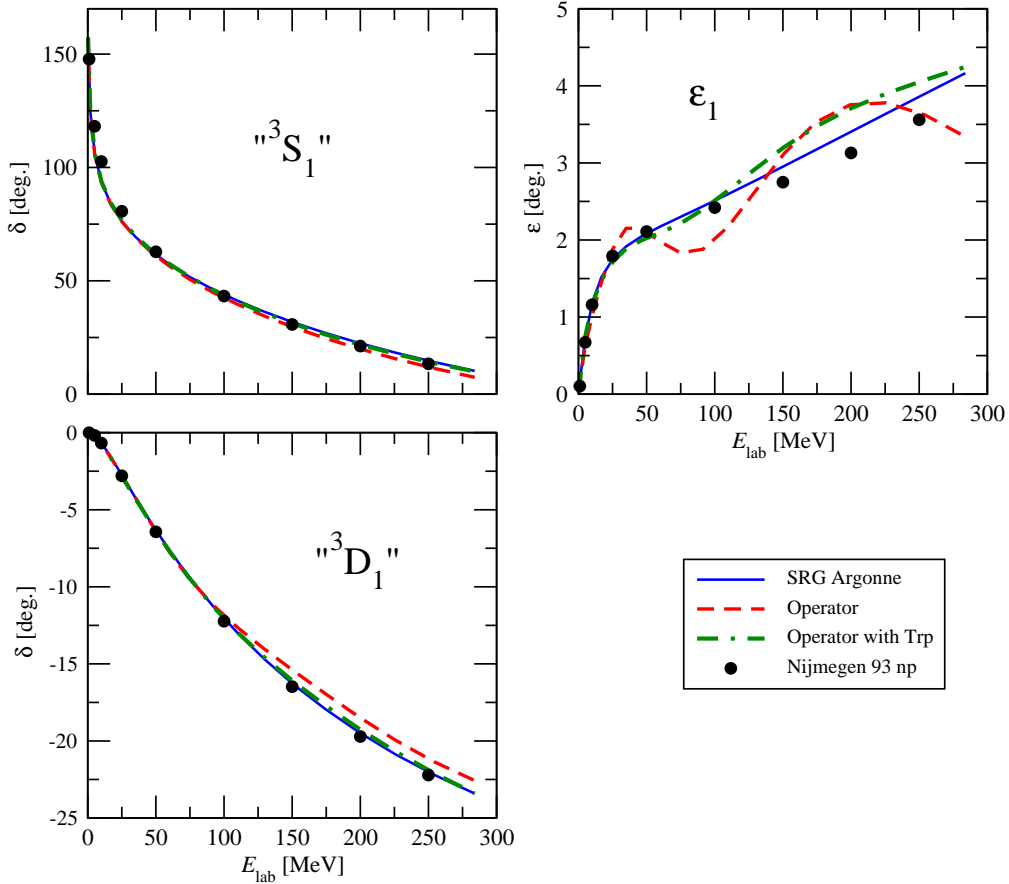 150
100
50
0
δ [deg.]
"³S₁"
5
4
3
2
1
0
ε [deg.]
ε₁
0 50 100 150 200 250 300
E_lab [MeV]
0
-5
-10
-15
-20
-25
δ [deg.]
"³D₁"
0 50 100 150 200 250 300
E_lab [MeV]
SRG Argonne
Operator
Operator with Trp
Nijmegen 93 np